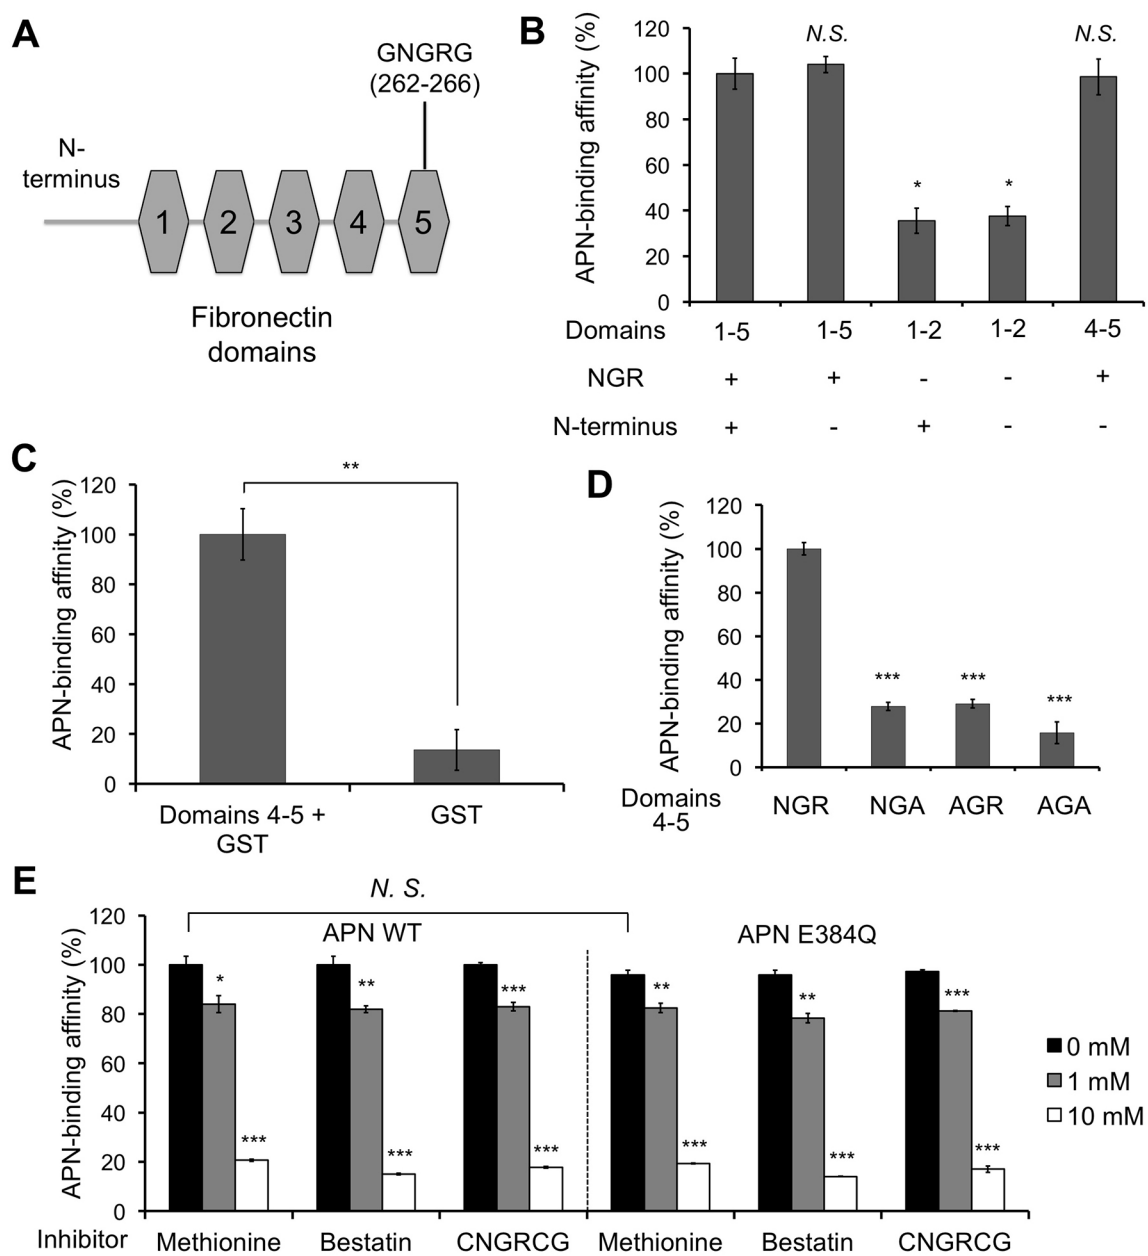 A
GNGRG
(262-266)
N-
terminus
1 2 3 4 5
Fibronectin
domains
B
APN-binding affinity (%)
120
100
80
60
40
20
0
N.S.
N.S.
*
*
Domains 1-5 1-5 1-2 1-2 4-5
NGR + + - - +
N-terminus + - + - -
C
APN-binding affinity (%)
120
100
80
60
40
20
0
**
Domains 4-5 + GST
GST
D
APN-binding affinity (%)
120
100
80
60
40
20
0
***
***
***
Domains
4-5
NGR NGA AGR AGA
E
APN-binding affinity (%)
120
100
80
60
40
20
0
N. S.
APN WT
APN E384Q
* ** *** ** ** ***
*** *** *** *** *** ***
0 mM
1 mM
10 mM
Inhibitor Methionine Bestatin CNGRCG Methionine Bestatin CNGRCG